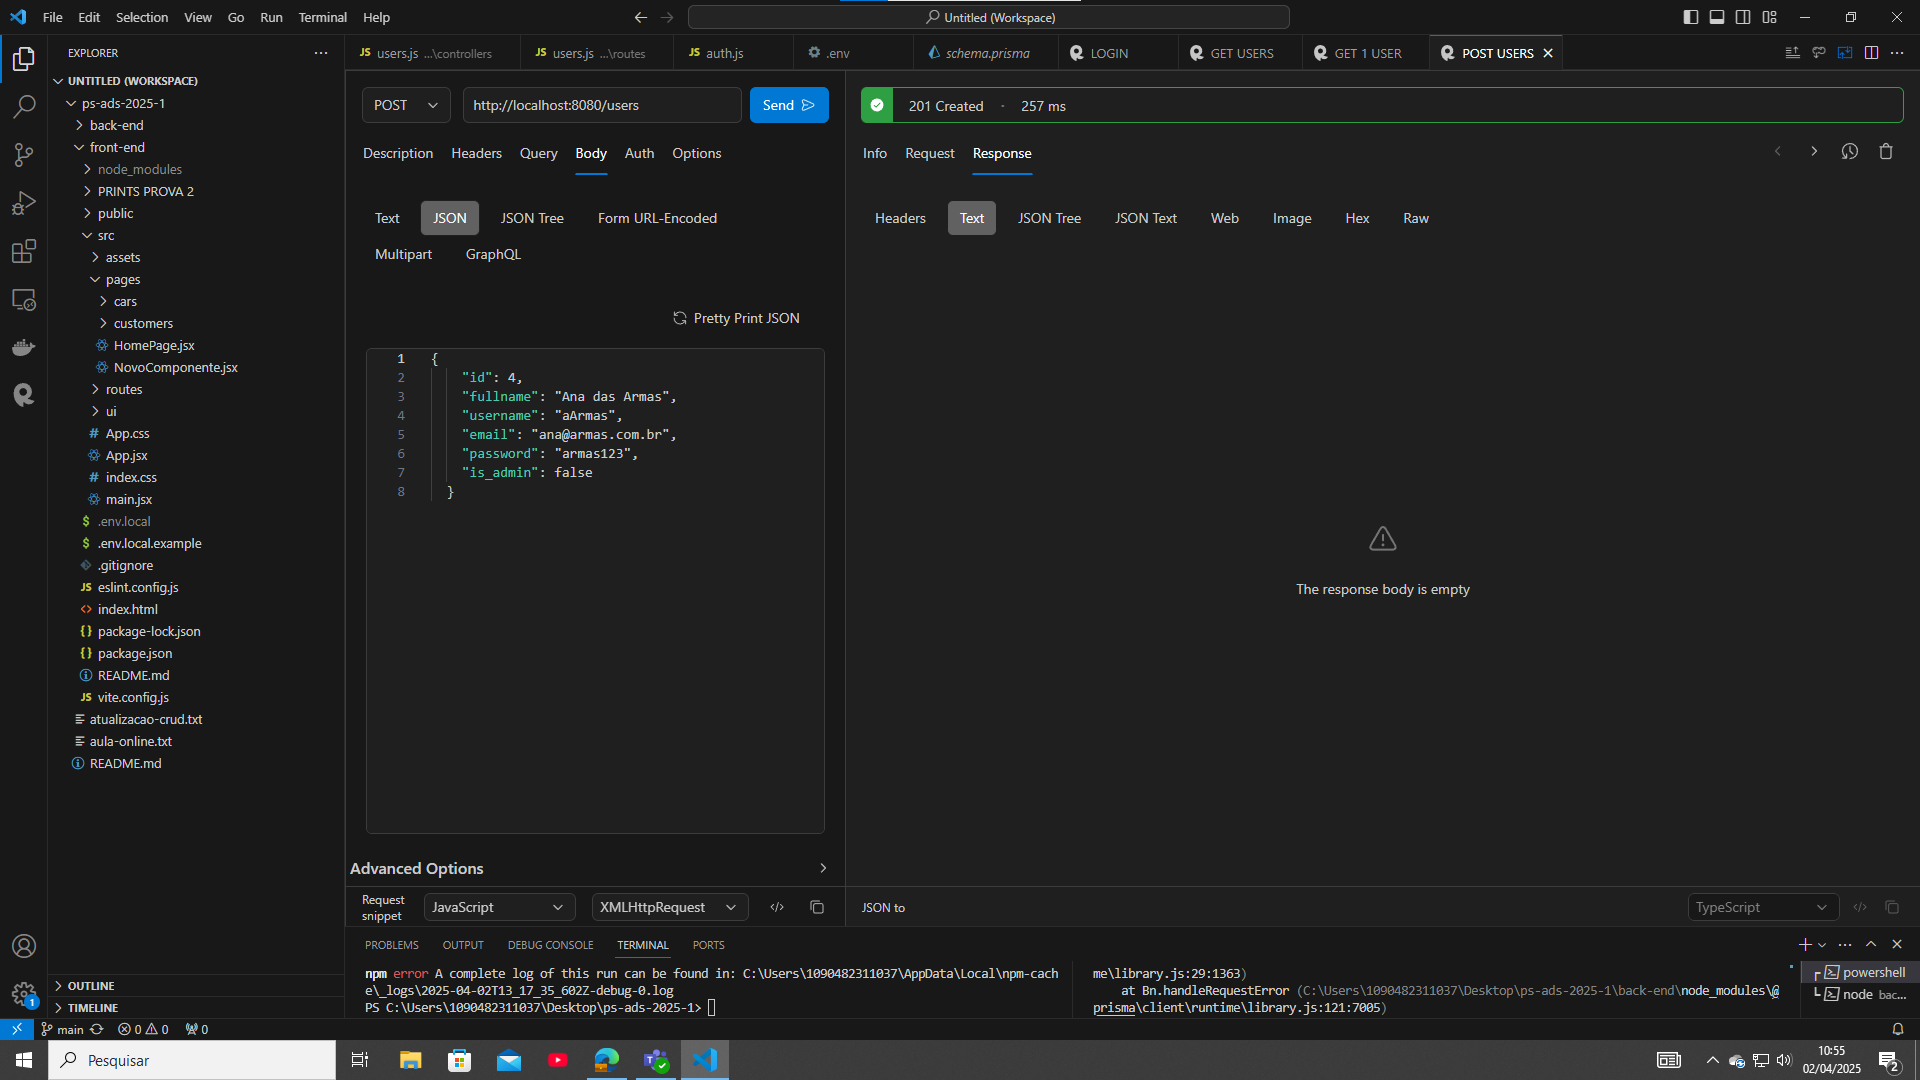 File Edit Selection View Go Run Terminal Help
Untitled (Workspace)
EXPLORER
UNTITLED (WORKSPACE)
ps-ads-2025-1
back-end
front-end
node_modules
PRINTS PROVA 2
public
src
assets
pages
cars
customers
HomePage.jsx
NovoComponente.jsx
routes
ui
# App.css
App.jsx
# index.css
main.jsx
$ .env.local
$ .env.local.example
.gitignore
JS eslint.config.js
<> index.html
{} package-lock.json
{} package.json
README.md
JS vite.config.js
atualizacao-crud.txt
aula-online.txt
README.md
OUTLINE
TIMELINE
JS users.js ...\controllers
JS users.js ...\routes
JS auth.js
.env
schema.prisma
LOGIN
GET USERS
GET 1 USER
POST USERS
POST
http://localhost:8080/users
Send
Description Headers Query Body Auth Options
Text JSON JSON Tree Form URL-Encoded
Multipart GraphQL
Pretty Print JSON
1 {
2 "id": 4,
3 "fullname": "Ana das Armas",
4 "username": "aArmas",
5 "email": "ana@armas.com.br",
6 "password": "armas123",
7 "is_admin": false
8 }
Advanced Options
Request snippet
JavaScript
XMLHttpRequest
201 Created · 257 ms
Info Request Response
Headers Text JSON Tree JSON Text Web Image Hex Raw
The response body is empty
JSON to
TypeScript
PROBLEMS OUTPUT DEBUG CONSOLE TERMINAL PORTS
npm error A complete log of this run can be found in: C:\Users\1090482311037\AppData\Local\npm-cach
e\_logs\2025-04-02T13_17_35_602Z-debug-0.log
PS C:\Users\1090482311037\Desktop\ps-ads-2025-1>
me\library.js:29:1363)
at Bn.handleRequestError (C:\Users\1090482311037\Desktop\ps-ads-2025-1\back-end\node_modules\@
prisma\client\runtime\library.js:121:7005)
powershell
node bac...
1
main
0 0
0
Pesquisar
10:55
02/04/2025
2